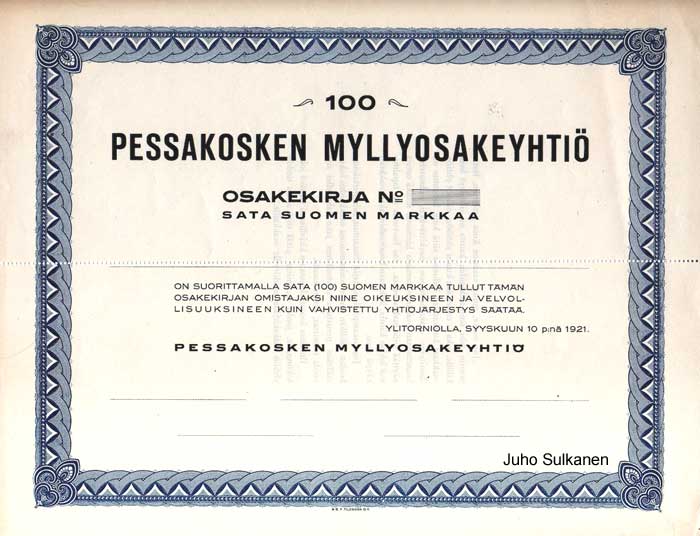 100
PESSAKOSKEN MYLLYOSAKEYHTIÖ
OSAKEKIRJA No
SATA SUOMEN MARKKAA
ON SUORITTAMALLA SATA (100) SUOMEN MARKKAA TULLUT TÄMÄN
OSAKEKIRJAN OMISTAJAKSI NIINE OIKEUKSINEEN JA VELVOL-
LISUUKSINEEN KUIN VAHVISTETTU YHTIÖJÄRJESTYS SÄÄTÄÄ.
YLITORNIOLLA, SYYSKUUN 10 p:nä 1921.
PESSAKOSKEN MYLLYOSAKEYHTIÖ
Juho Sulkanen